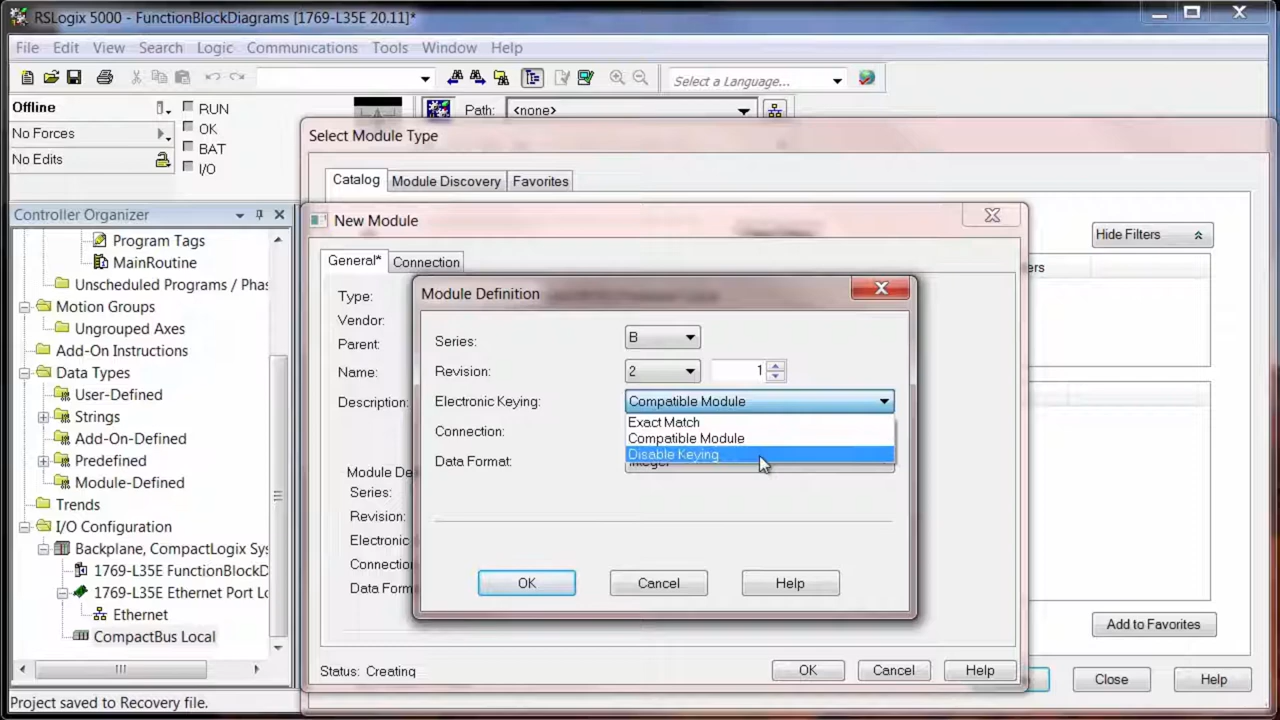 RSLogix 5000 - FunctionBlockDiagrams [1769-L35E 20.11]*
File Edit View Search Logic Communications Tools Window Help
Select a Language...
Offline
RUN
No Forces
OK
No Edits
BAT
I/O
Path: <none>
Select Module Type
Catalog Module Discovery Favorites
Hide Filters
ers
Add to Favorites
Close Help
Controller Organizer
Program Tags
MainRoutine
Unscheduled Programs / Phas
Motion Groups
Ungrouped Axes
Add-On Instructions
Data Types
User-Defined
Strings
Add-On-Defined
Predefined
Module-Defined
Trends
I/O Configuration
Backplane, CompactLogix Sys
1769-L35E FunctionBlockD
1769-L35E Ethernet Port Lo
Ethernet
CompactBus Local
New Module
General* Connection
Type:
Vendor:
Parent:
Name:
Description:
Module De
Series:
Revision:
Electronic
Connectio
Data Form
Status: Creating
OK Cancel Help
Module Definition
Series: B
Revision: 2 1
Electronic Keying: Compatible Module
Exact Match
Compatible Module
Disable Keying
Connection:
Data Format: Integer
OK Cancel Help
Project saved to Recovery file.